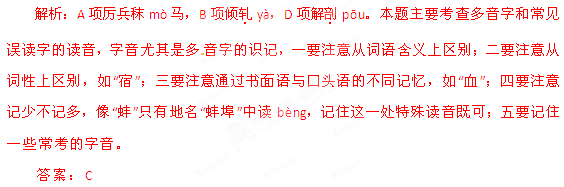 解析：A 项厉兵秣 mò 马，B 项倾轧 yà，D 项解剖 pōu。本题主要考查多音字和常见
误读字的读音，字音尤其是多音字的识记，一要注意从词语含义上区别；二要注意从
词性上区别，如“宿”；三要注意通过书面语与口头语的不同记忆，如“血”；四要注意
记少不记多，像“蚌”只有地名“蚌埠”中读 bèng，记住这一处特殊读音既可；五要记住
一些常考的字音。
答案：C